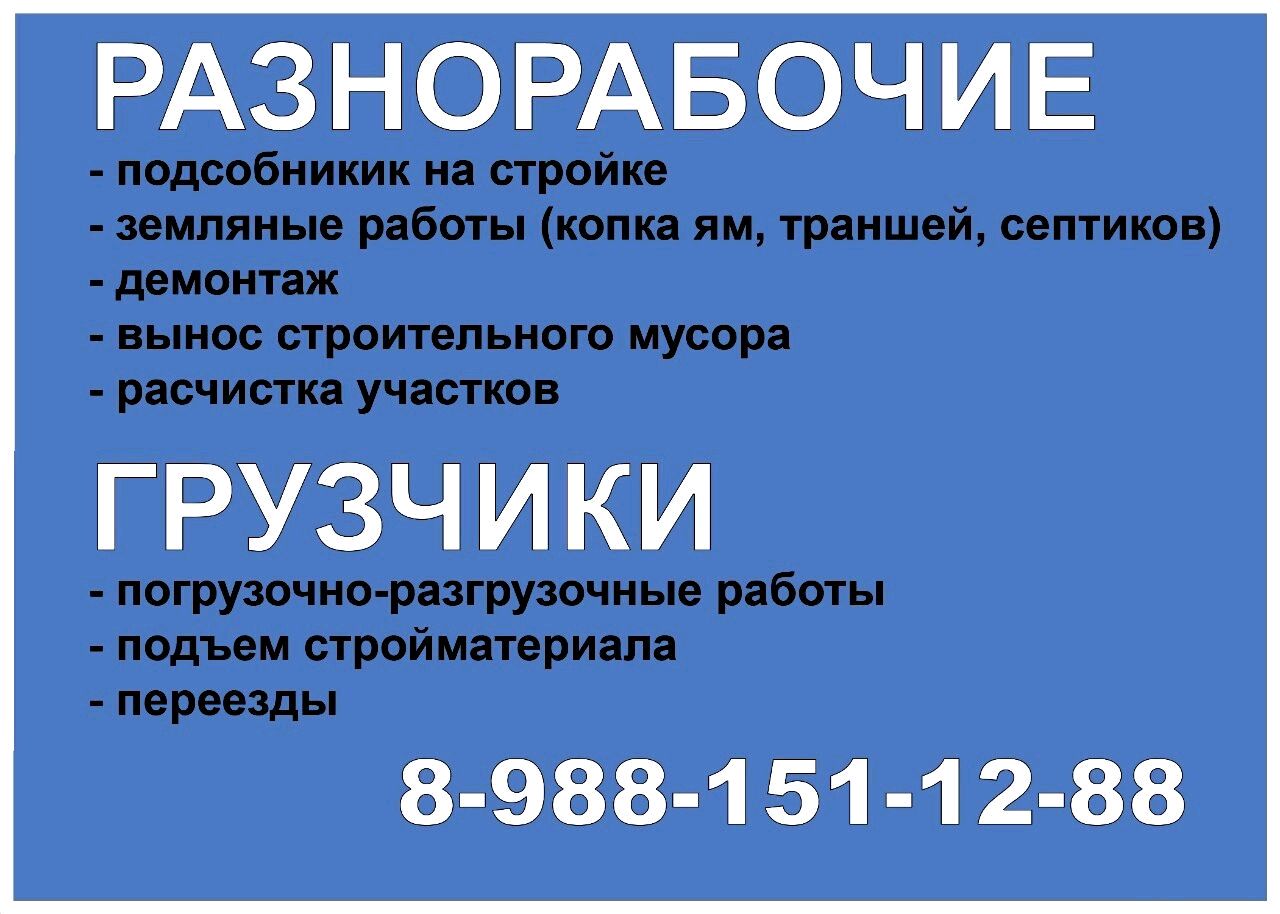 РАЗНОРАБОЧИЕ
- подсобникик на стройке
- земляные работы (копка ям, траншей, септиков)
- демонтаж
- вынос строительного мусора
- расчистка участков
ГРУЗЧИКИ
- погрузочно-разгрузочные работы
- подъем стройматериала
- переезды
8-988-151-12-88